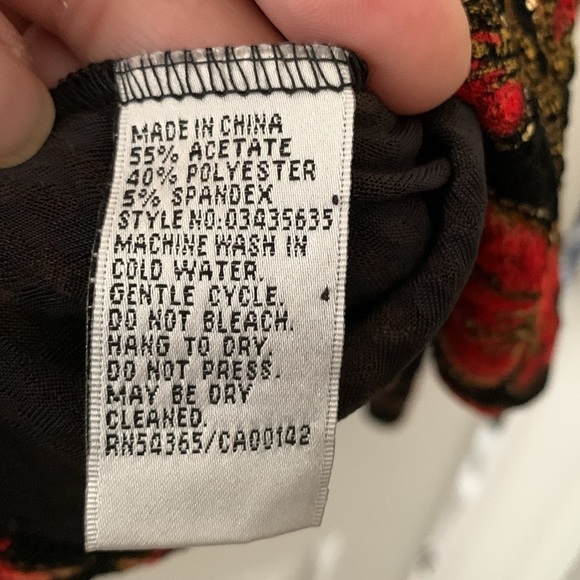 MADE IN CHINA
55% ACETATE
40% POLYESTER
5% SPANDEX
STYLE NO.:03435635
MACHINE WASH IN
COLD WATER.
GENTLE CYCLE.
DO NOT BLEACH.
HANG TO DRY.
DO NOT PRESS.
MAY BE DRY
CLEANED.
RN54365/CA00142